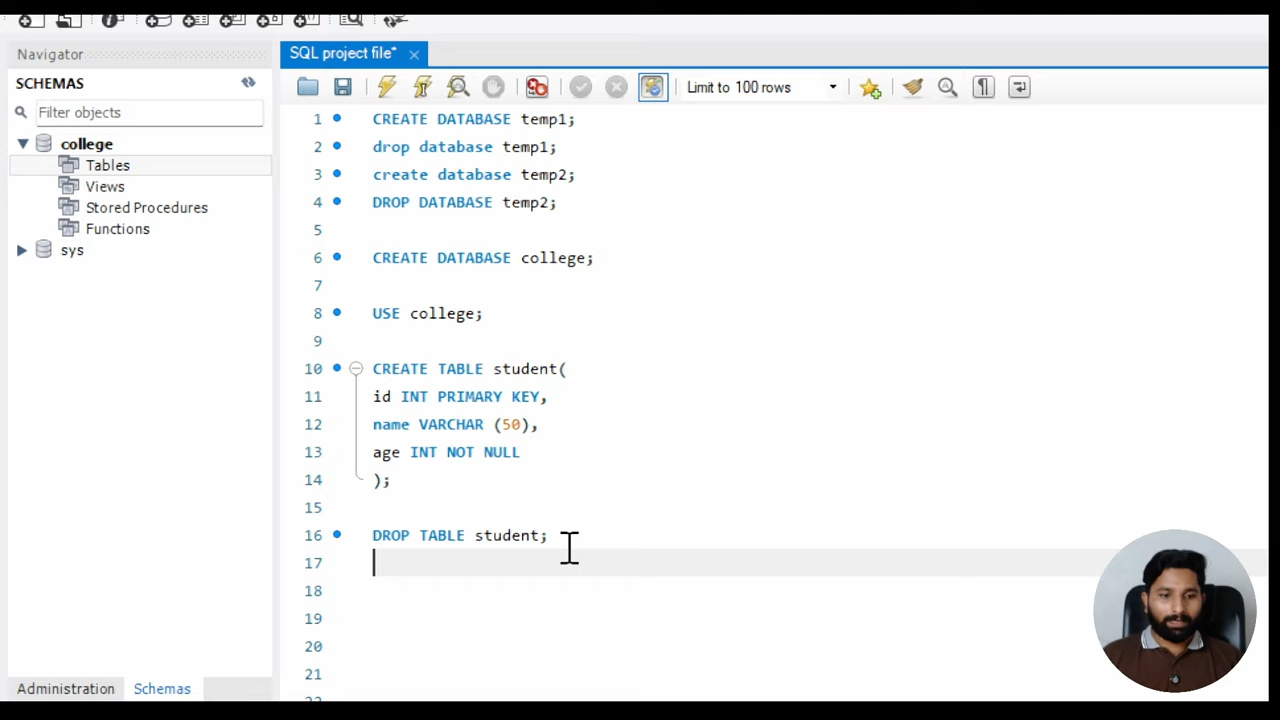 Navigator
SQL project file*
SCHEMAS
Limit to 100 rows
Filter objects
college
Tables
Views
Stored Procedures
Functions
sys
1 CREATE DATABASE temp1;
2 drop database temp1;
3 create database temp2;
4 DROP DATABASE temp2;
5
6 CREATE DATABASE college;
7
8 USE college;
9
10 CREATE TABLE student(
11 id INT PRIMARY KEY,
12 name VARCHAR (50),
13 age INT NOT NULL
14 );
15
16 DROP TABLE student;
17
18
19
20
21
Administration
Schemas